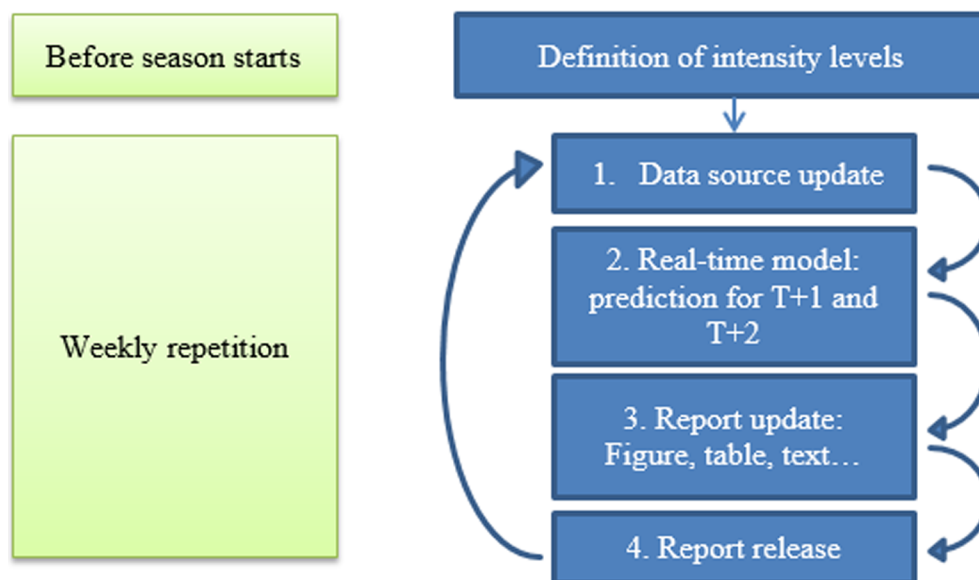 Before season starts
Definition of intensity levels
1. Data source update
2. Real-time model:
prediction for T+1 and
T+2
Weekly repetition
3. Report update:
Figure, table, text…
4. Report release